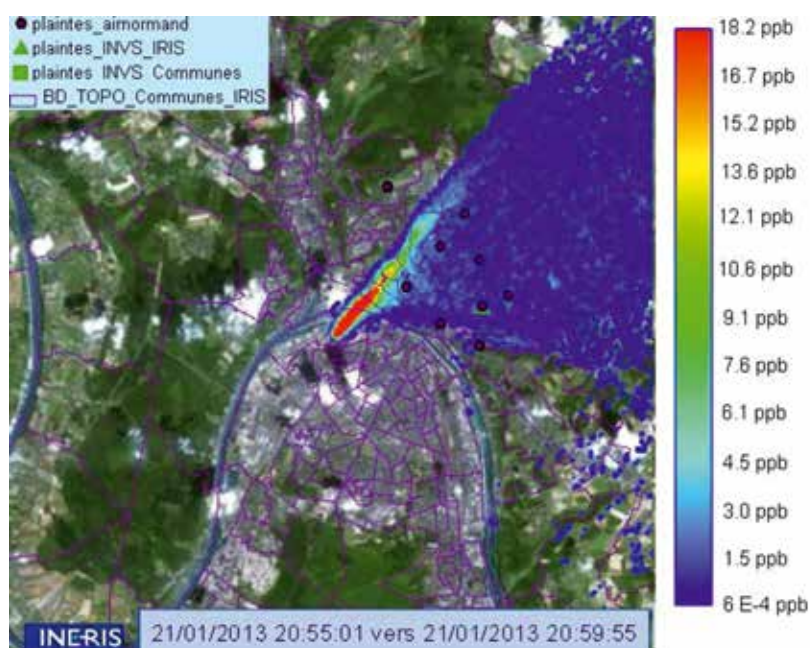 plaintes_airnormand
plaintes_INVS_IRIS
plaintes_INVS_Communes
BD_TOPO_Communes_IRIS
18.2 ppb
16.7 ppb
15.2 ppb
13.6 ppb
12.1 ppb
10.6 ppb
9.1 ppb
7.6 ppb
6.1 ppb
4.5 ppb
3.0 ppb
1.5 ppb
6 E-4 ppb
INERIS
21/01/2013 20:55:01 vers 21/01/2013 20:59:55